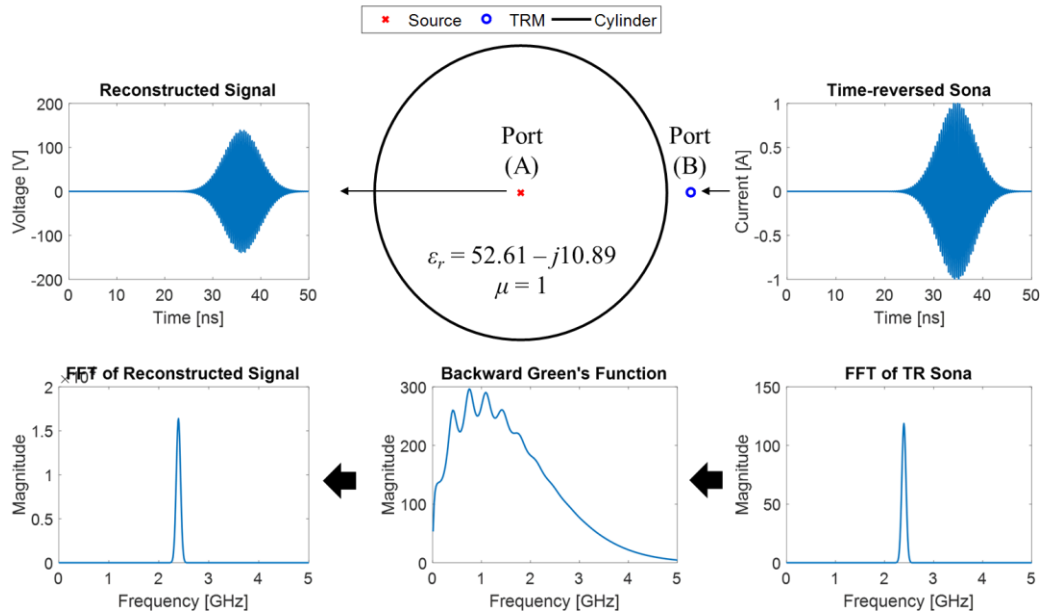 Source TRM Cylinder
Reconstructed Signal
200
100
0
-100
-200
Voltage [V]
0 10 20 30 40 50
Time [ns]
Port
(A)
Port
(B)
εr = 52.61 – j10.89
μ = 1
Time-reversed Sona
1
0.5
0
-0.5
-1
Current [A]
0 10 20 30 40 50
Time [ns]
FFT of Reconstructed Signal
2
1.5
1
0.5
0
Magnitude
0 1 2 3 4 5
Frequency [GHz]
Backward Green's Function
300
200
100
0
Magnitude
0 1 2 3 4 5
Frequency [GHz]
FFT of TR Sona
150
100
50
0
Magnitude
0 1 2 3 4 5
Frequency [GHz]